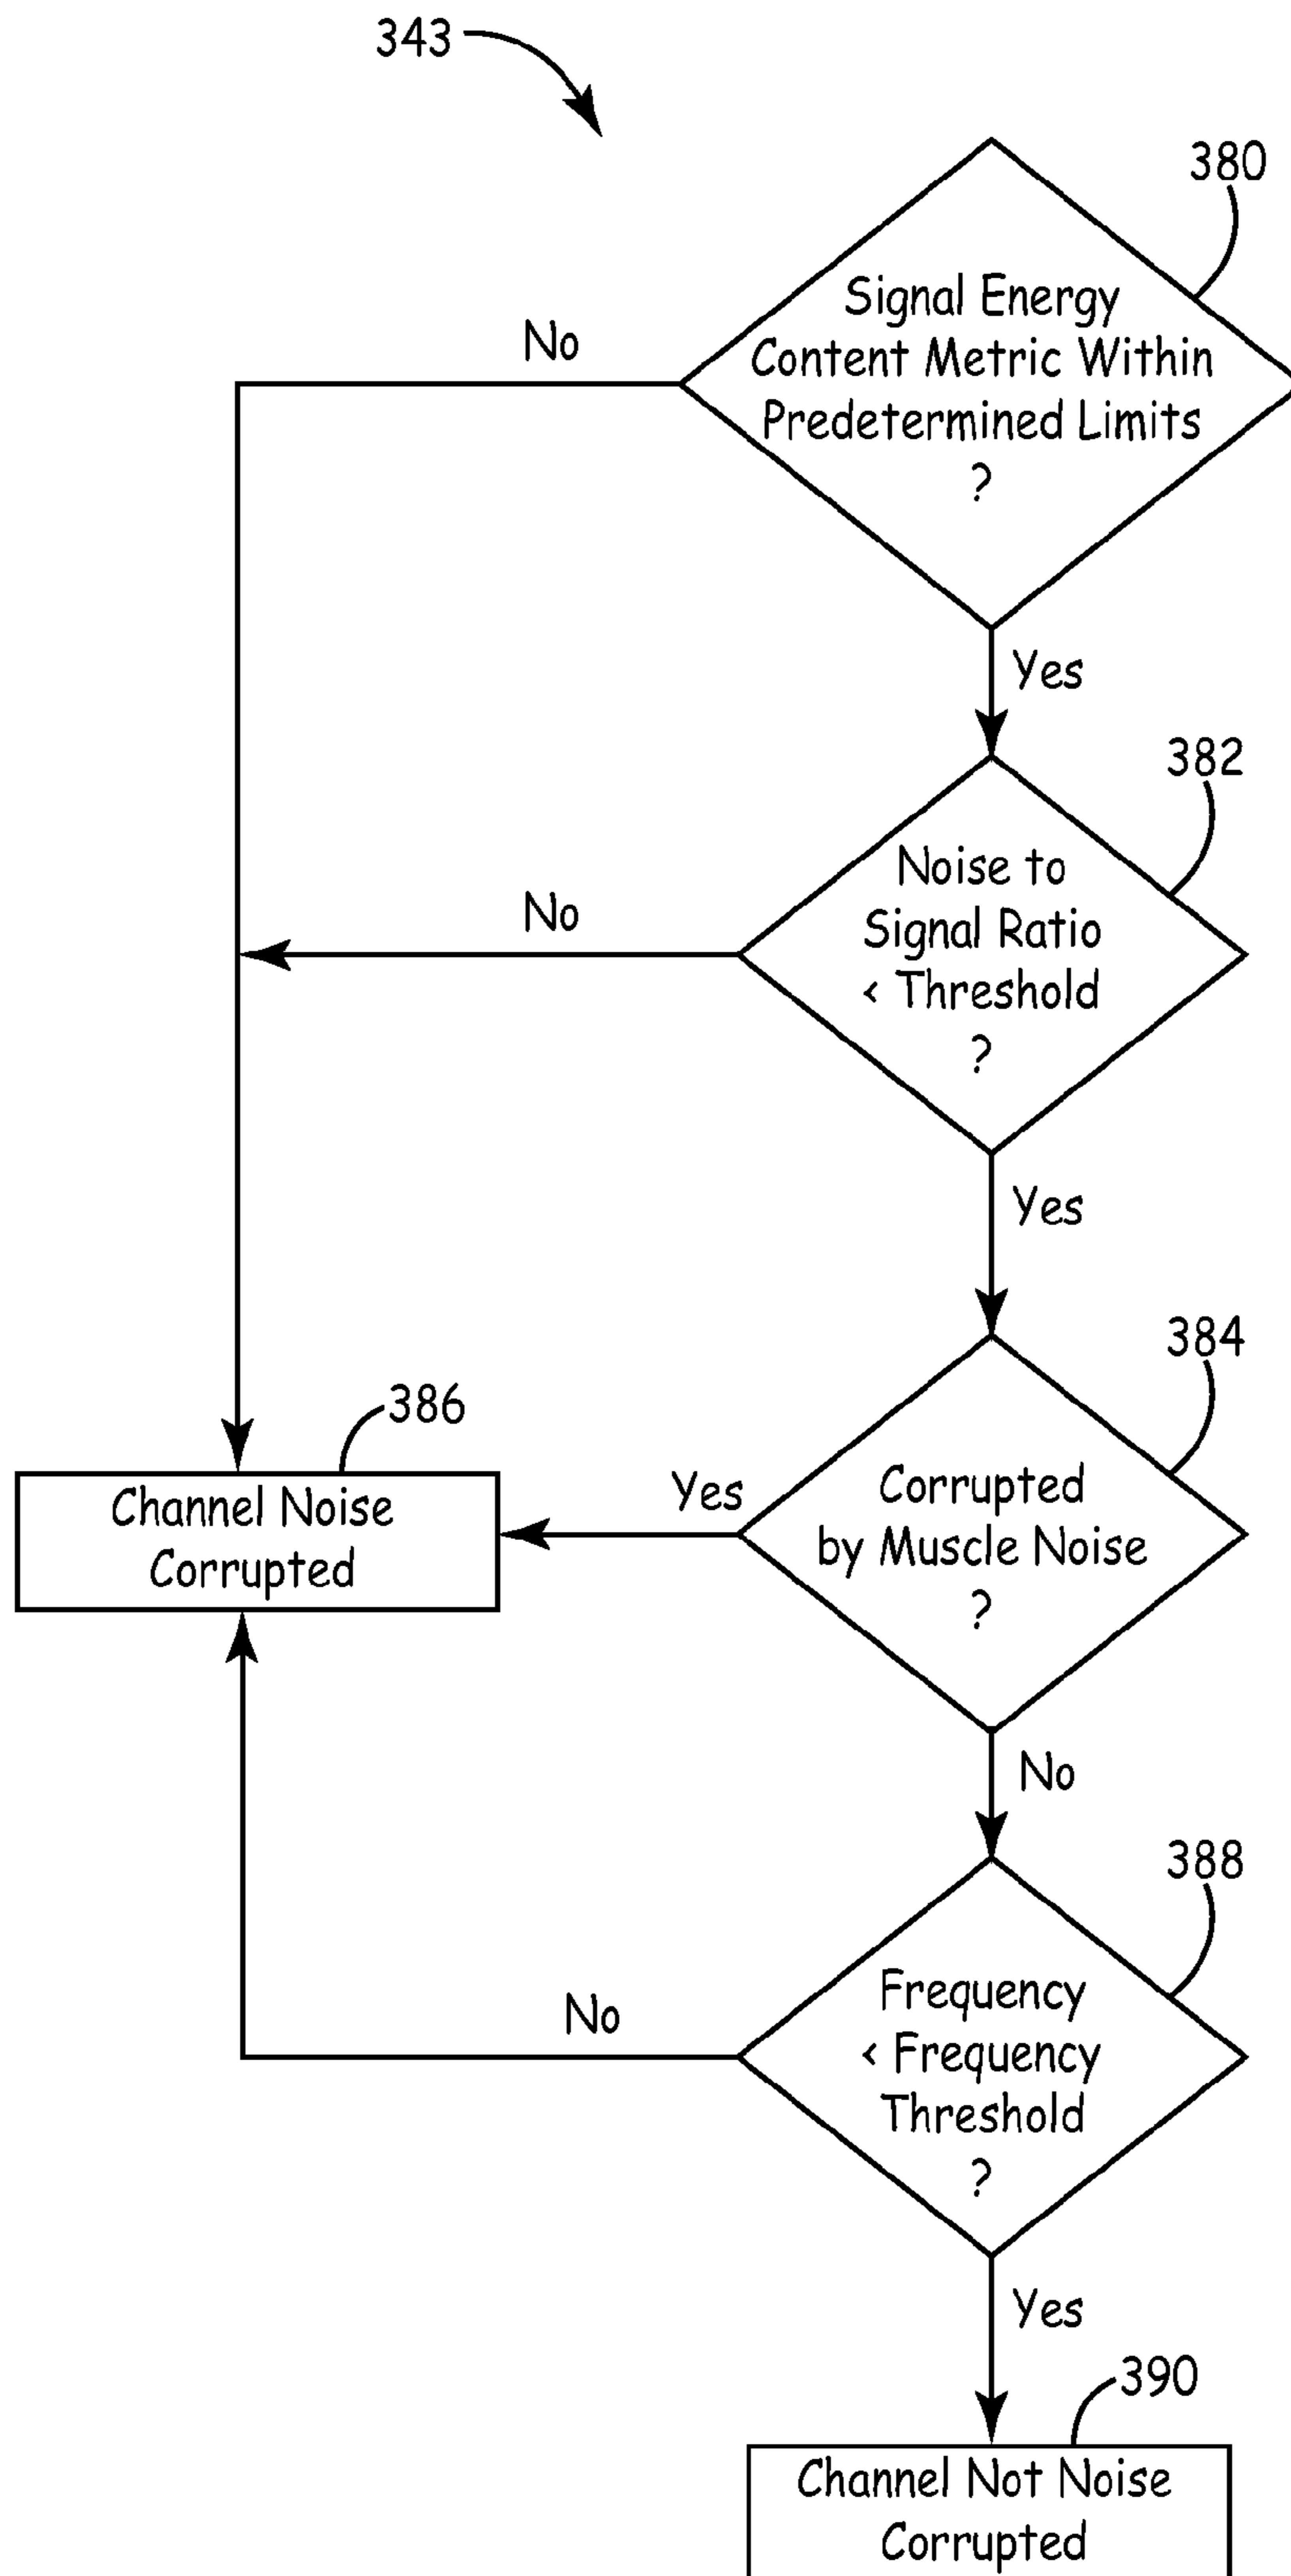 343
380
Signal Energy
Content Metric Within
Predetermined Limits
?
No
Yes
382
Noise to
Signal Ratio
< Threshold
?
No
Yes
384
Corrupted
by Muscle Noise
?
Yes
386
Channel Noise
Corrupted
No
388
Frequency
< Frequency
Threshold
?
No
Yes
390
Channel Not Noise
Corrupted